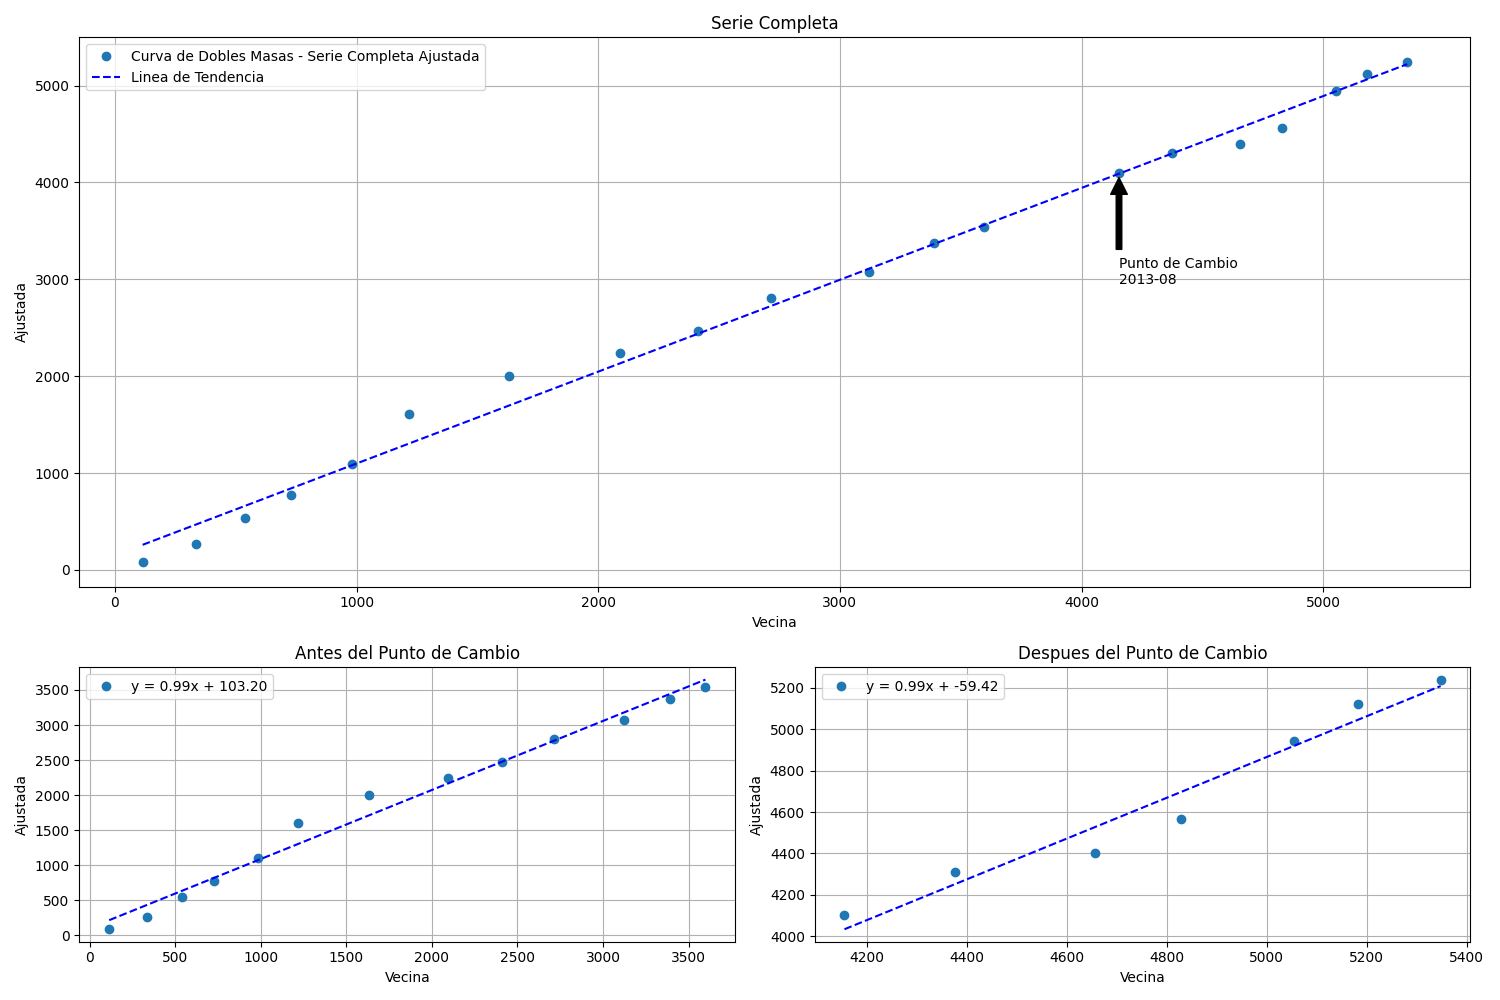 Serie Completa
Curva de Dobles Masas - Serie Completa Ajustada
Linea de Tendencia
5000
4000
3000
2000
1000
0
Ajustada
Punto de Cambio
2013-08
0 1000 2000 3000 4000 5000
Vecina
Antes del Punto de Cambio
y = 0.99x + 103.20
3500
3000
2500
2000
1500
1000
500
0
Ajustada
0 500 1000 1500 2000 2500 3000 3500
Vecina
Despues del Punto de Cambio
y = 0.99x + -59.42
5200
5000
4800
4600
4400
4200
4000
Ajustada
4200 4400 4600 4800 5000 5200 5400
Vecina